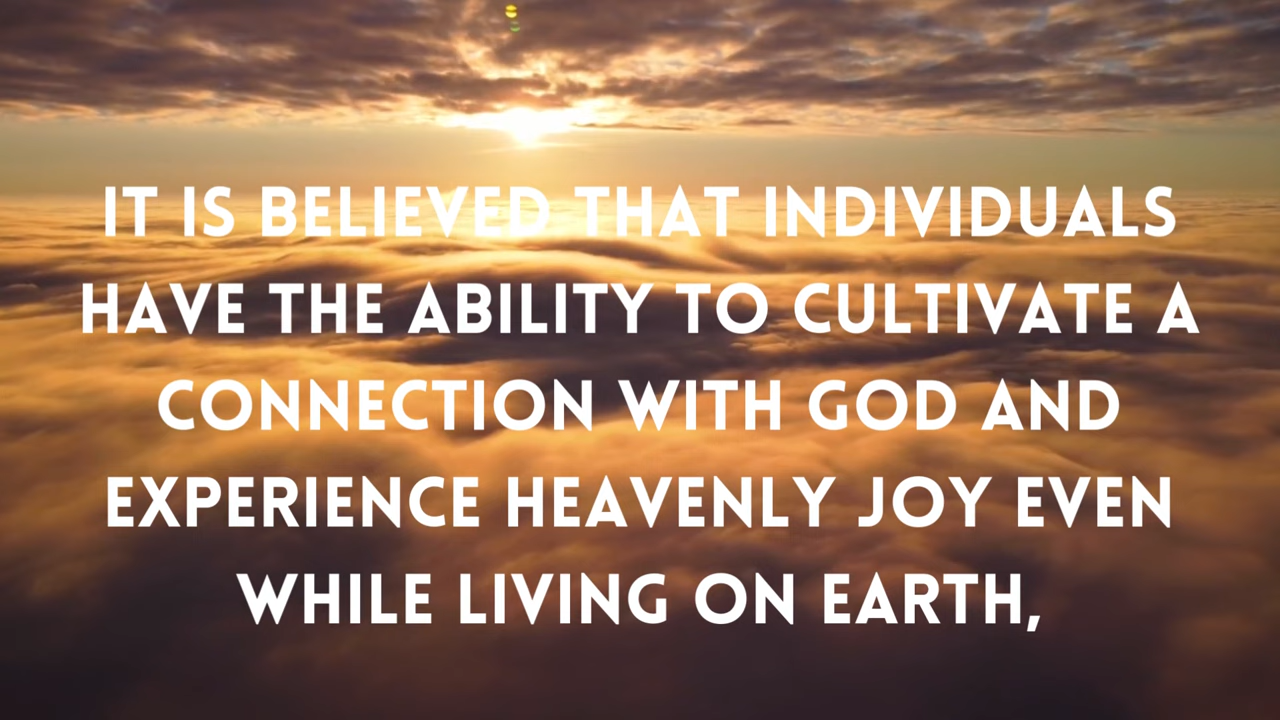 IT IS BELIEVED THAT INDIVIDUALS
HAVE THE ABILITY TO CULTIVATE A
CONNECTION WITH GOD AND
EXPERIENCE HEAVENLY JOY EVEN
WHILE LIVING ON EARTH,